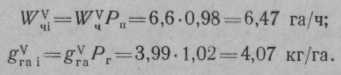 W^V_чi = W^V_ч P_п = 6,6·0,98 = 6,47 га/ч;
g^V_га i = g^V_га P_г = 3,99·1,02 = 4,07 кг/га.